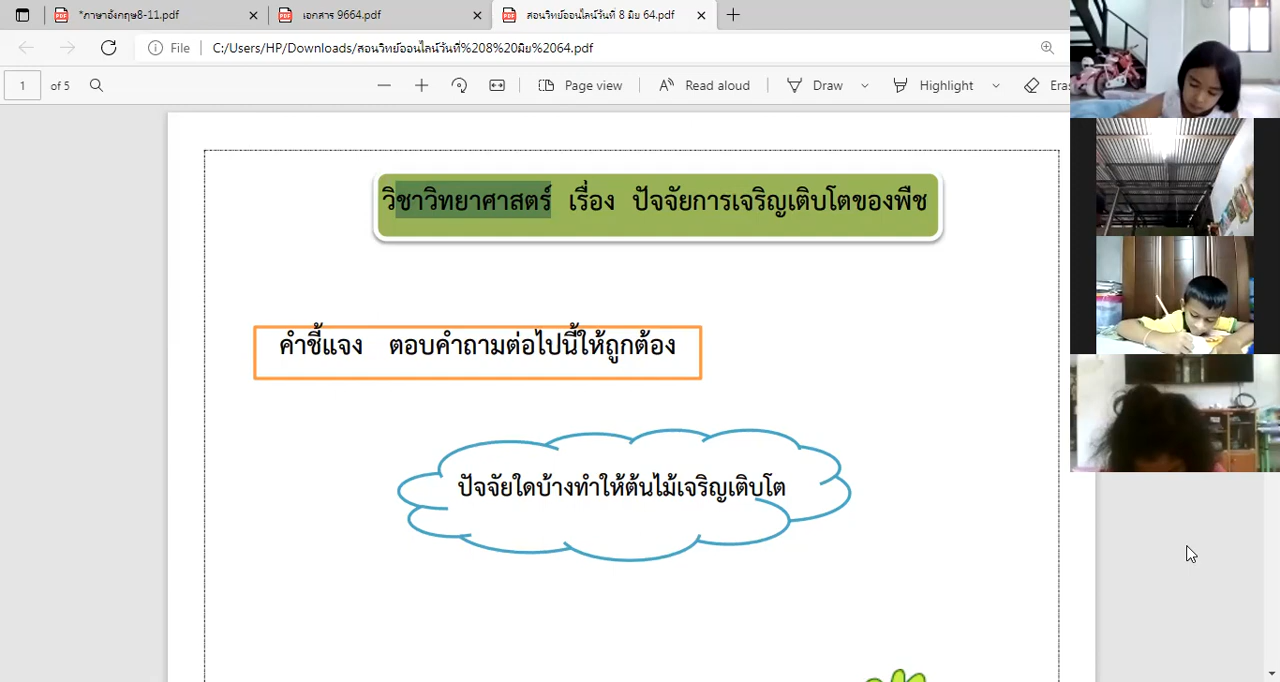 *ภาษาอังกฤษ8-11.pdf
เอกสาร 9664.pdf
สอนวิทย์ออนไลน์วันที่ 8 มิย 64.pdf
File C:/Users/HP/Downloads/สอนวิทย์ออนไลน์วันที่%208%20มิย%2064.pdf
1 of 5 Page view Read aloud Draw Highlight Eras
วิชาวิทยาศาสตร์ เรื่อง ปัจจัยการเจริญเติบโตของพืช
คำชี้แจง ตอบคำถามต่อไปนี้ให้ถูกต้อง
ปัจจัยใดบ้างทำให้ต้นไม้เจริญเติบโต